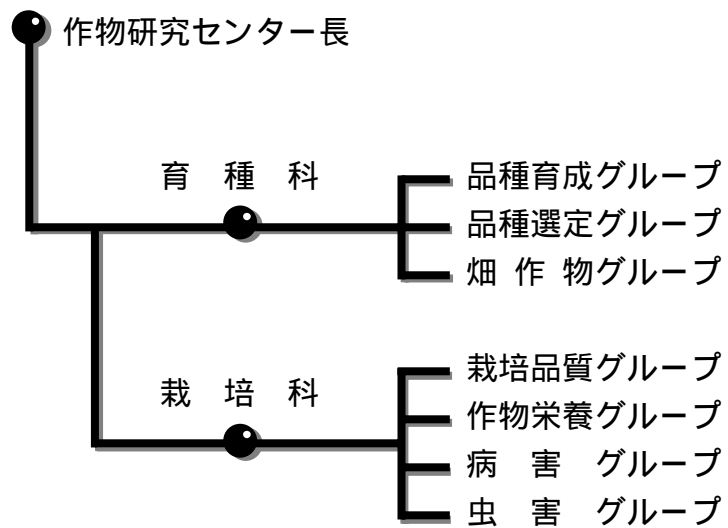 作物研究センター長
育種科
品種育成グループ
品種選定グループ
畑作物グループ
栽培科
栽培品質グループ
作物栄養グループ
病害グループ
虫害グループ